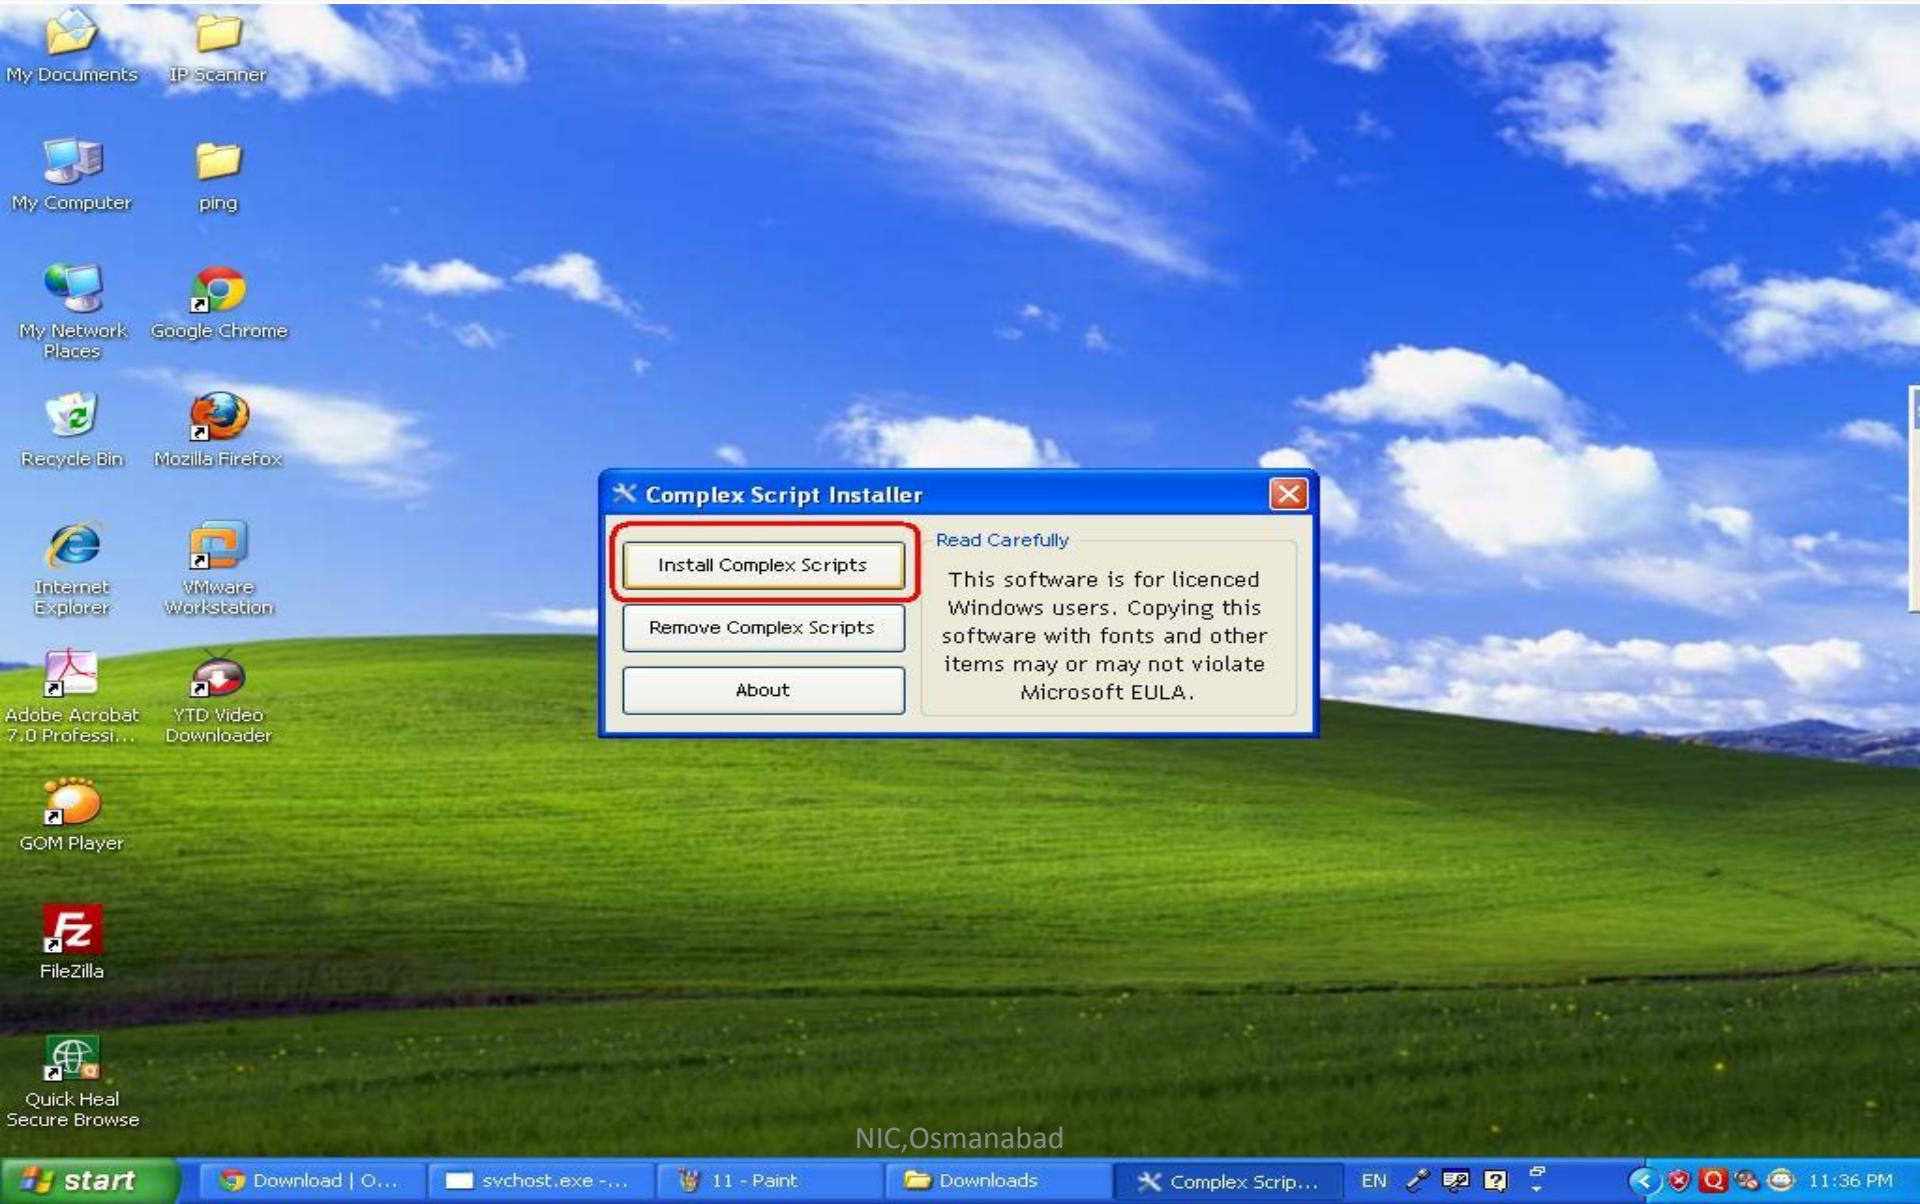 My Documents
IP Scanner
My Computer
ping
My Network
Places
Google Chrome
Recycle Bin
Mozilla Firefox
Internet
Explorer
VMware
Workstation
Adobe Acrobat
7.0 Professi...
YTD Video
Downloader
GOM Player
FileZilla
Quick Heal
Secure Browse
Complex Script Installer
Install Complex Scripts
Remove Complex Scripts
About
Read Carefully
This software is for licenced
Windows users. Copying this
software with fonts and other
items may or may not violate
Microsoft EULA.
NIC,Osmanabad
start
Download | O...
svchost.exe -...
11 - Paint
Downloads
Complex Scrip...
EN
11:36 PM